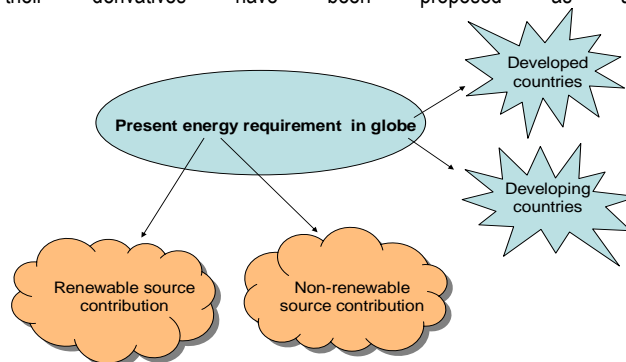 their derivatives have been proposed as
Developed
countries
Present energy requirement in globe
Developing
countries
Renewable source
contribution
Non-renewable
source contribution